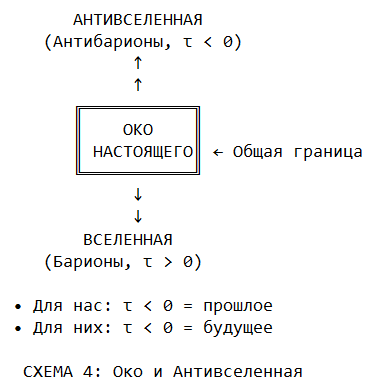 АНТИВСЕЛЕННАЯ
(Антибарионы, τ < 0)
↑
↑
ОКО
НАСТОЯЩЕГО ← Общая граница
↓
↓
ВСЕЛЕННАЯ
(Барионы, τ > 0)
• Для нас: τ < 0 = прошлое
• Для них: τ < 0 = будущее
СХЕМА 4: Око и Антивселенная